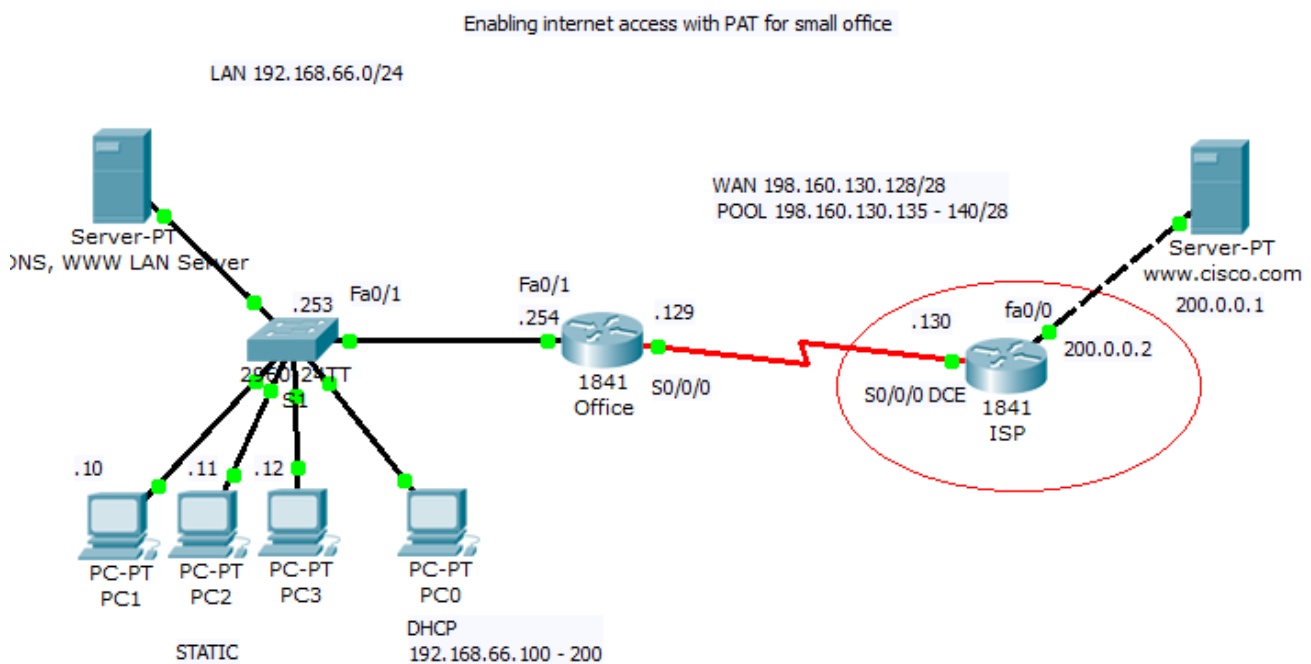 Enabling internet access with PAT for small office
LAN 192.168.66.0/24
WAN 198.160.130.128/28
POOL 198.160.130.135 - 140/28
Server-PT
DNS, WWW LAN Server
Server-PT
www.cisco.com
200.0.0.1
.253
Fa0/1
Fa0/1
.254
.129
.130
fa0/0
200.0.0.2
2960-24TT
S1
1841
Office
S0/0/0
S0/0/0 DCE
1841
ISP
.10
.11
.12
PC-PT
PC1
PC-PT
PC2
PC-PT
PC3
PC-PT
PC0
STATIC
DHCP
192.168.66.100 - 200